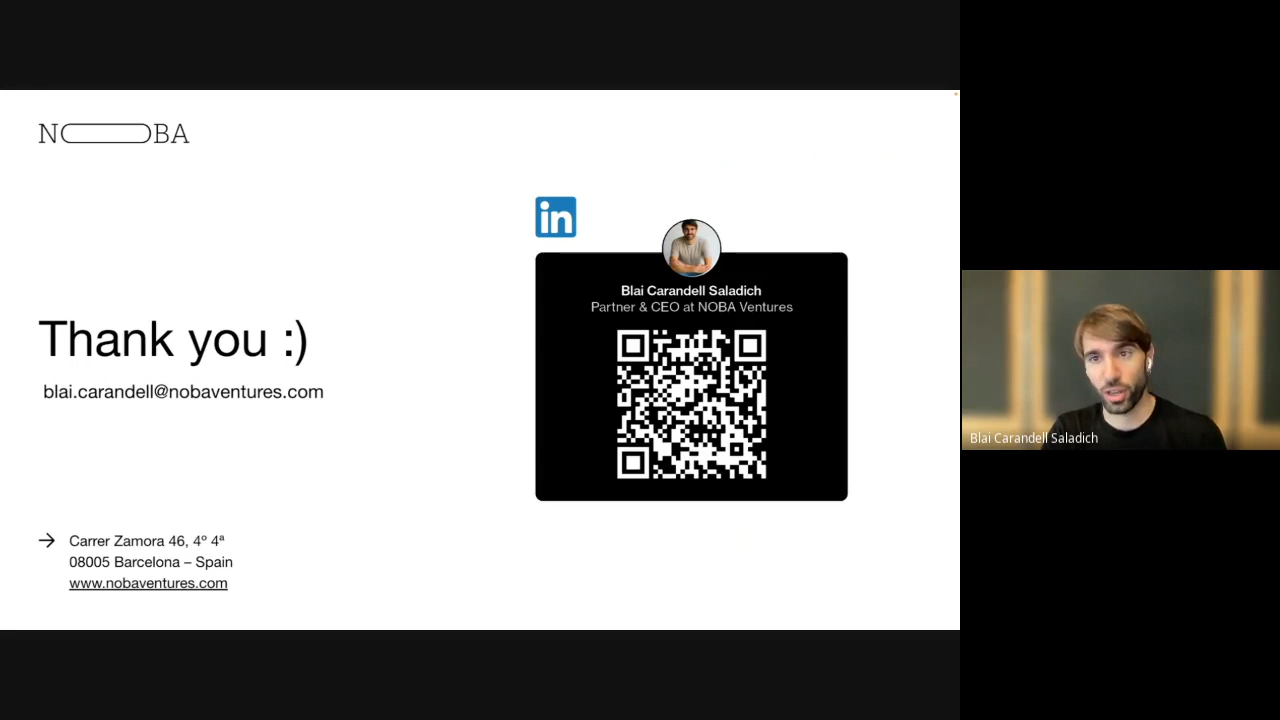 NOBA
in
Blai Carandell Saladich
Partner & CEO at NOBA Ventures
Thank you :)
blai.carandell@nobaventures.com
→ Carrer Zamora 46, 4º 4ª
08005 Barcelona – Spain
www.nobaventures.com
Blai Carandell Saladich